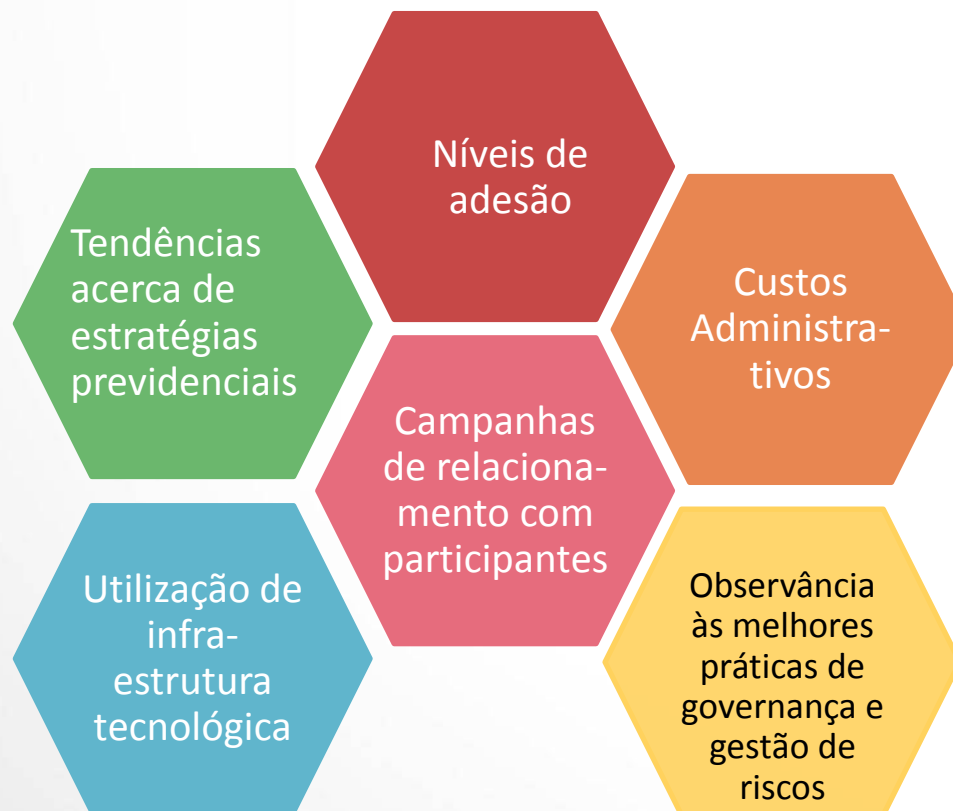 Níveis de
adesão
Tendências
acerca de
estratégias
previdenciais
Custos
Administra-
tivos
Campanhas
de relaciona-
mento com
participantes
Utilização de
infra-
estrutura
tecnológica
Observância
às melhores
práticas de
governança e
gestão de
riscos